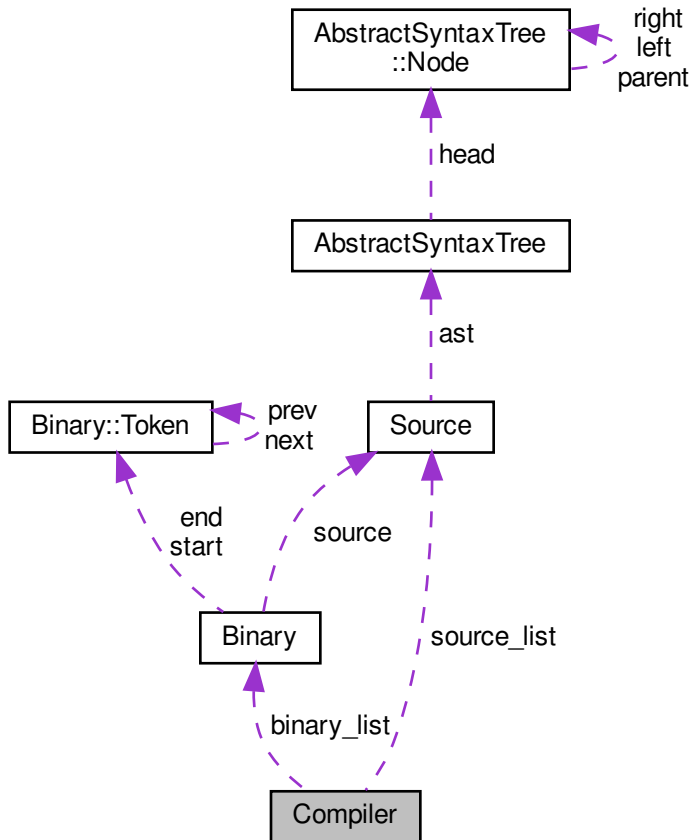 AbstractSyntaxTree
::Node
right
left
parent
head
AbstractSyntaxTree
ast
Binary::Token
prev
next
Source
end
start
source
Binary
source_list
binary_list
Compiler